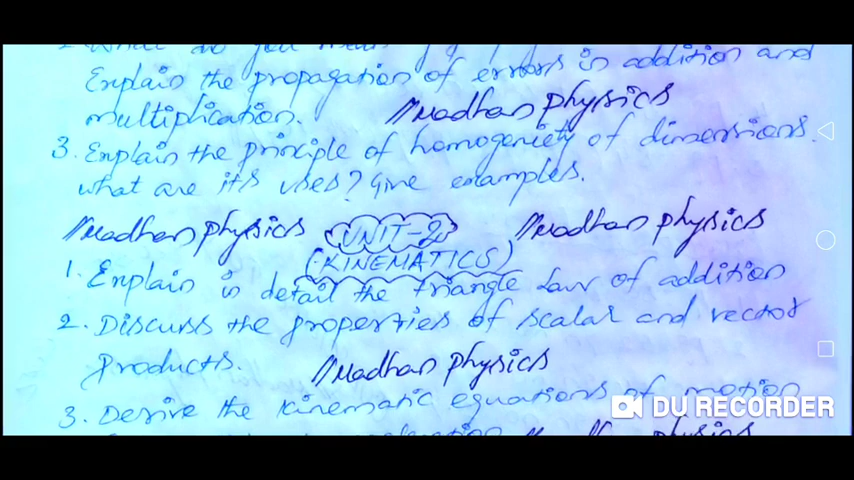 Explain the propagation of errors in addition and
multiplication. Madhan physics
3. Explain the principle of homogeniety of dimensions.
what are its uses? Give examples.
Madhan physics UNIT-2 Madhan physics
(KINEMATICS)
1. Explain in detail the triangle Law of addition
2. Discuss the properties of scalar and vector
Products. Madhan physics
3. Derive the kinematic equations of motion
DU RECORDER